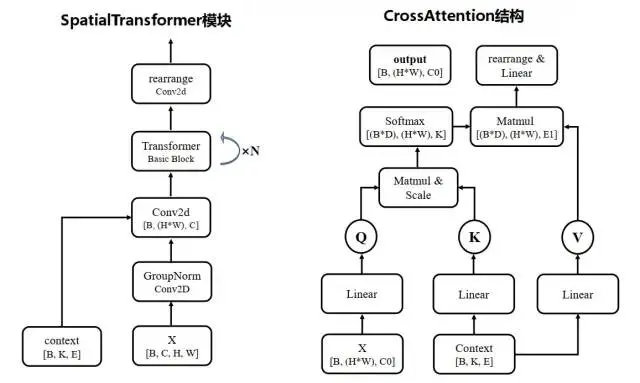 SpatialTransformer模块
rearrange
Conv2d
Transformer
Basic Block
×N
Conv2d
[B, (H*W), C]
GroupNorm
Conv2D
context
[B, K, E]
X
[B, C, H, W]
CrossAttention结构
output
[B, (H*W), C0]
rearrange &
Linear
Softmax
[(B*D), (H*W), K]
Matmul
[(B*D), (H*W), E1]
Matmul &
Scale
Q
K
V
Linear
Linear
Linear
X
[B, (H*W), C0]
Context
[B, K, E]